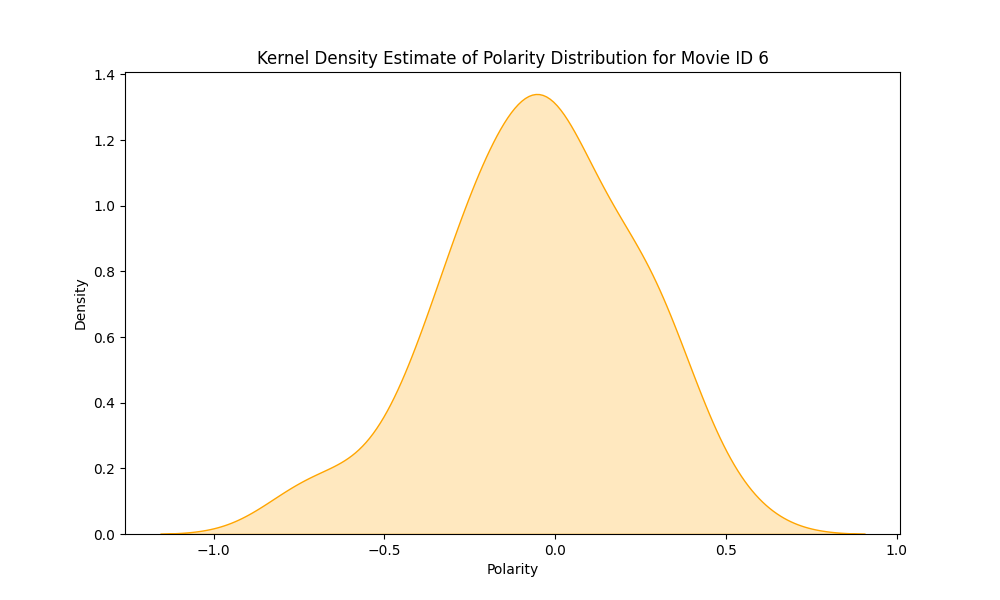 Kernel Density Estimate of Polarity Distribution for Movie ID 6
1.4
1.2
1.0
0.8
0.6
0.4
0.2
0.0
Density
−1.0 −0.5 0.0 0.5 1.0
Polarity